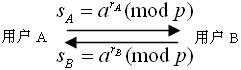 s_A = a^{r_A}(mod p)
用户 A 用户 B
s_B = a^{r_B}(mod p)